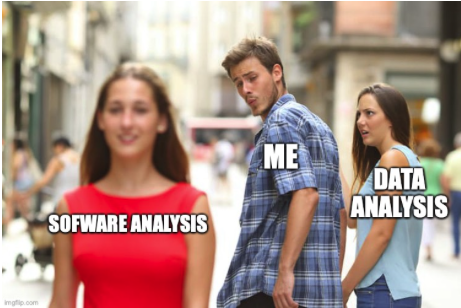 ME
DATA
ANALYSIS
SOFWARE ANALYSIS
imgflip.com